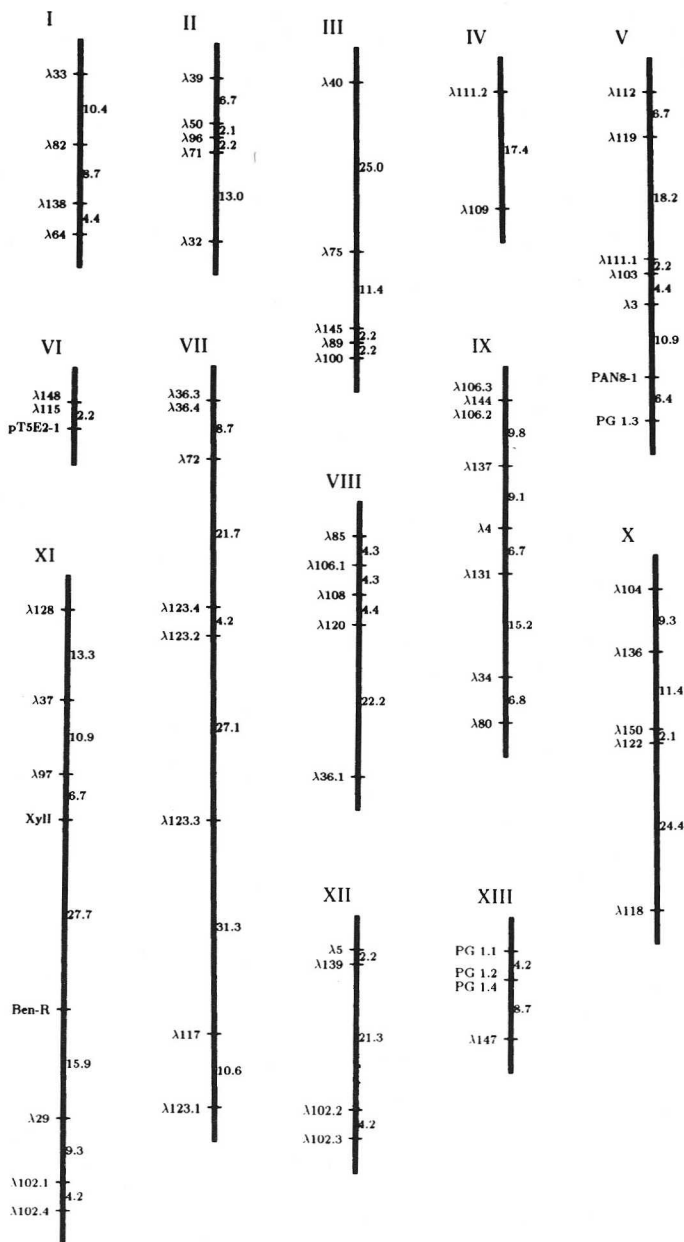 I
λ33
10.4
λ82
8.7
λ138
4.4
λ64
II
λ39
6.7
λ50
2.1
λ96
2.2
λ71
13.0
λ32
III
λ40
25.0
λ75
11.4
λ145
2.2
λ89
2.2
λ100
IV
λ111.2
17.4
λ109
V
λ112
6.7
λ119
18.2
λ111.1
2.2
λ103
4.4
λ3
10.9
PAN8-1
6.4
PG 1.3
VI
λ148
λ115
2.2
pT5E2-1
VII
λ36.3
λ36.4
8.7
λ72
21.7
λ123.4
4.2
λ123.2
27.1
λ123.3
31.3
λ117
10.6
λ123.1
VIII
λ85
4.3
λ106.1
4.3
λ108
4.4
λ120
22.2
λ36.1
IX
λ106.3
λ144
λ106.2
9.8
λ137
9.1
λ4
6.7
λ131
15.2
λ34
6.8
λ80
X
λ104
9.3
λ136
11.4
λ150
2.1
λ122
24.4
λ118
XI
λ128
13.3
λ37
10.9
λ97
6.7
XylI
27.7
Ben-R
15.9
λ29
9.3
λ102.1
4.2
λ102.4
XII
λ5
2.2
λ139
21.3
λ102.2
4.2
λ102.3
XIII
PG 1.1
4.2
PG 1.2
PG 1.4
8.7
λ147